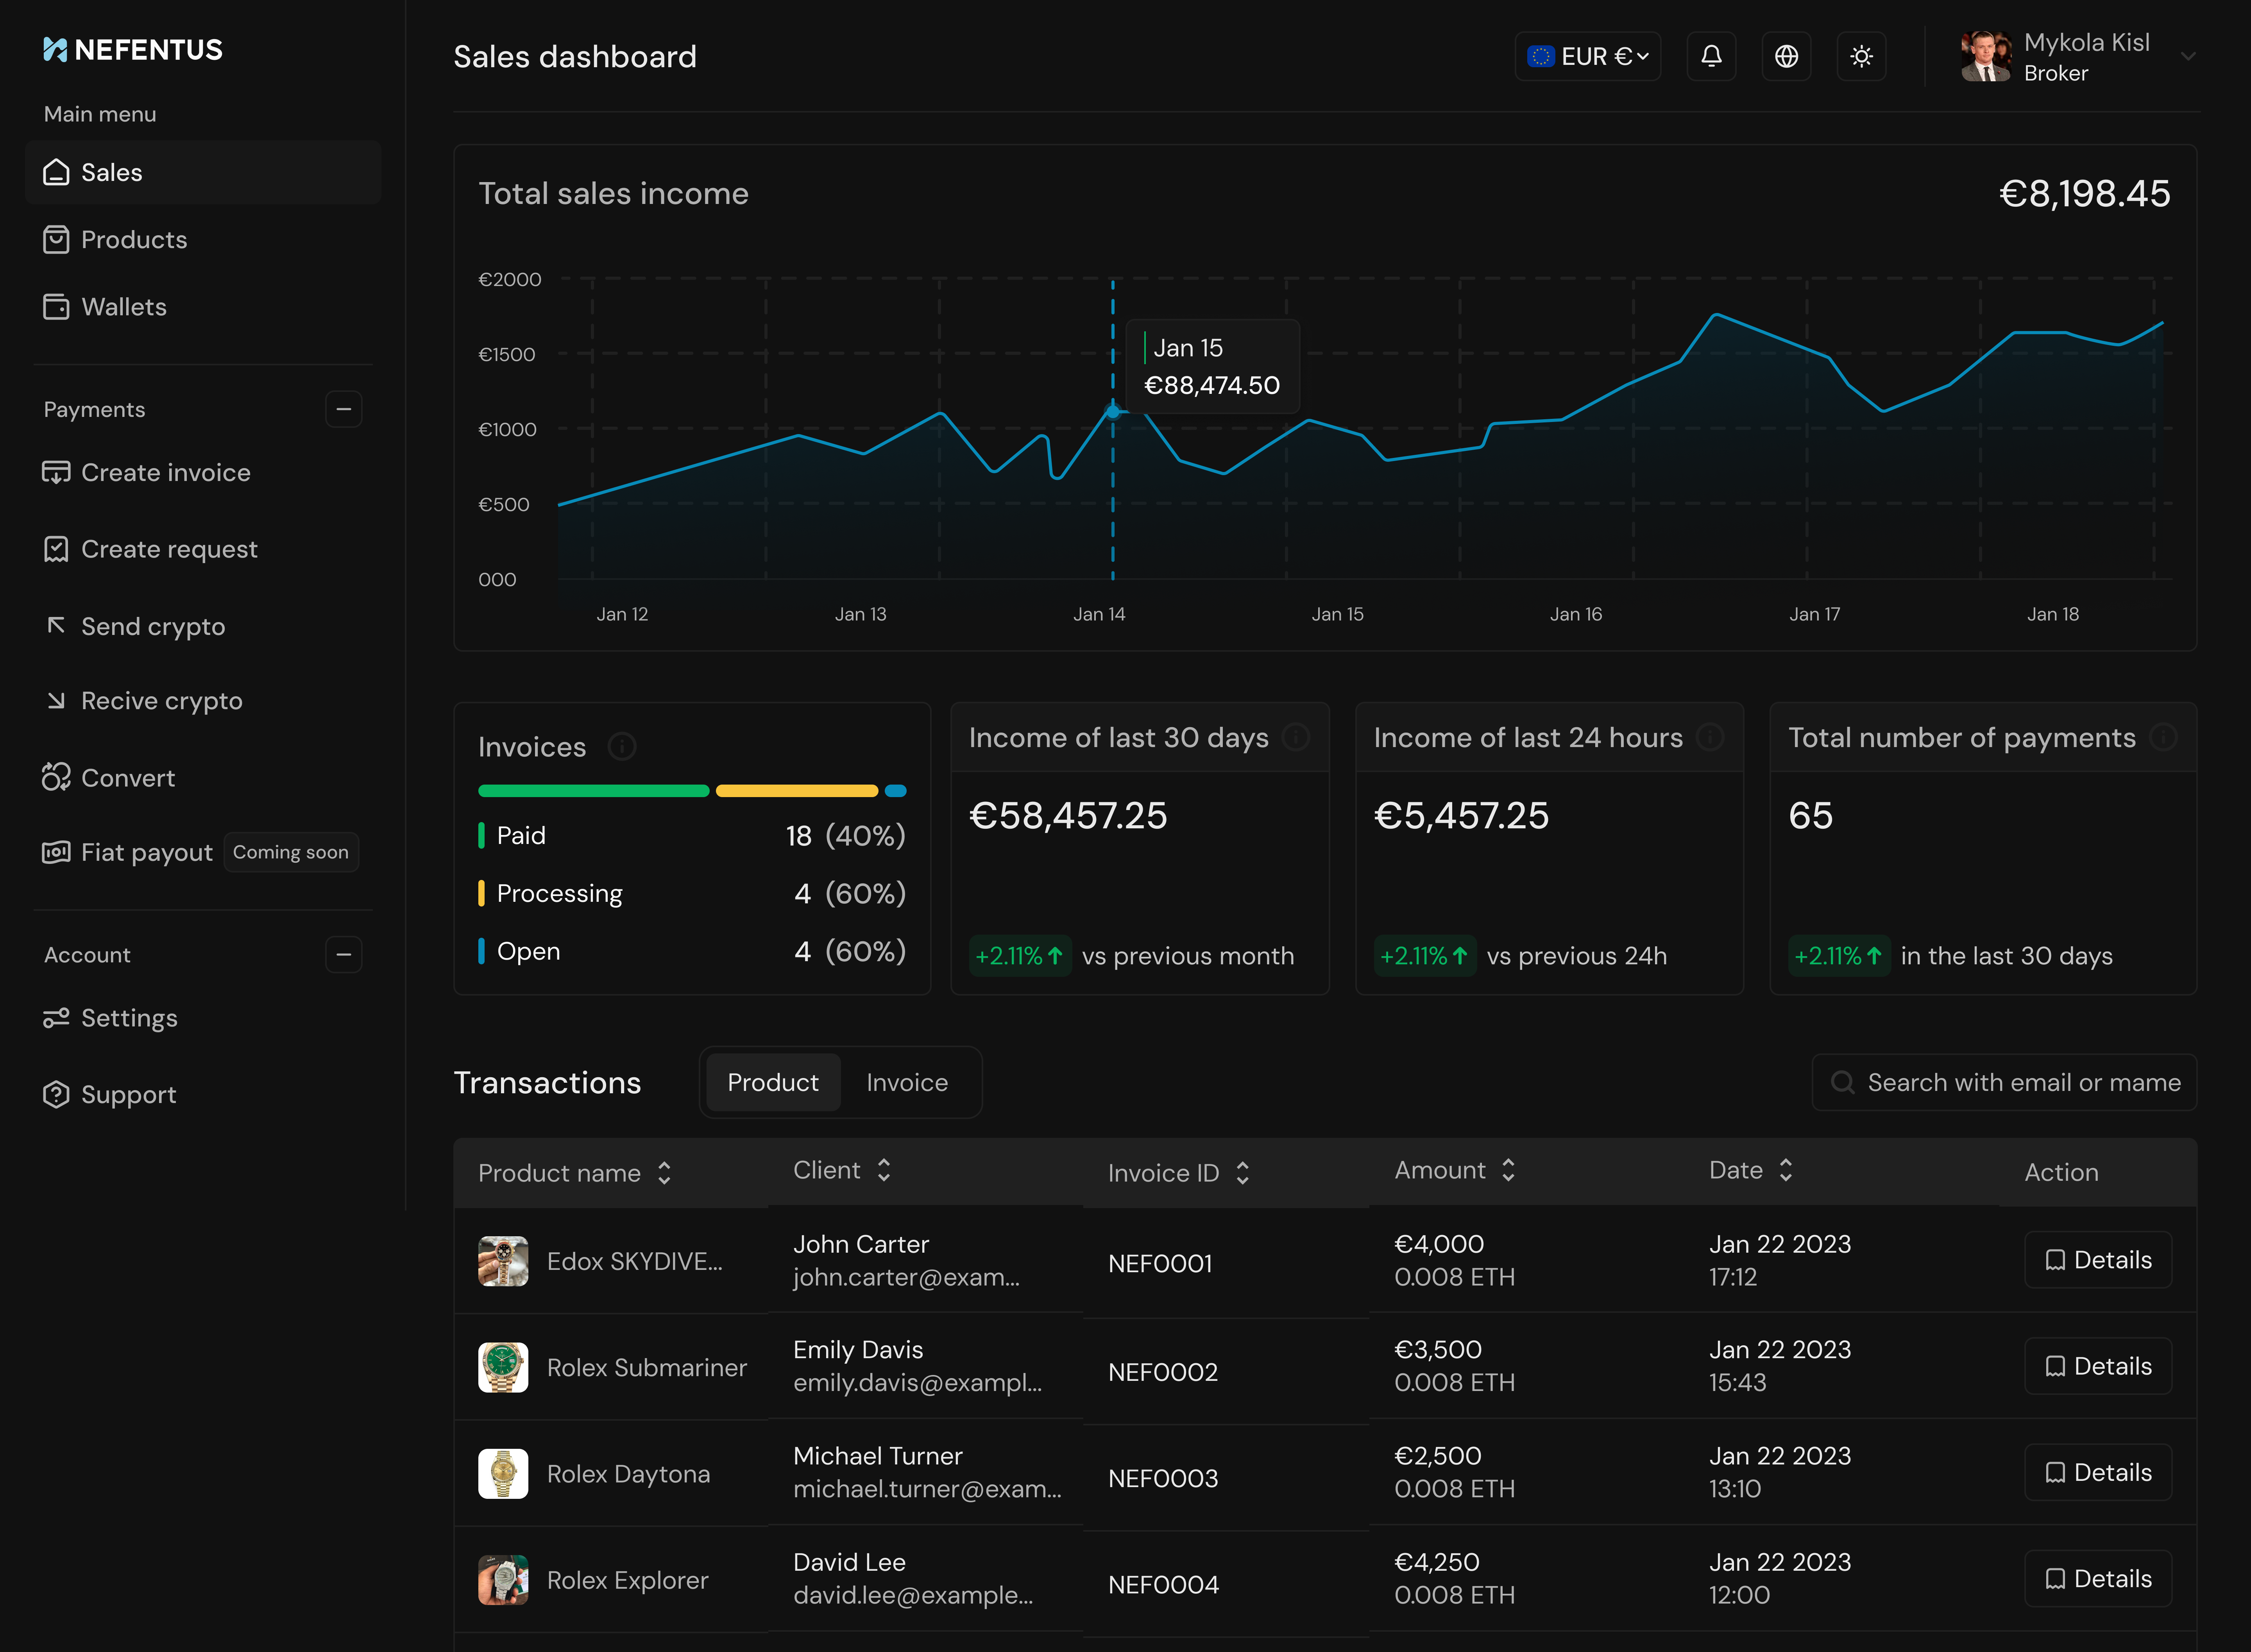 NEFENTUS
Main menu
Sales
Products
Wallets
Payments
Create invoice
Create request
Send crypto
Recive crypto
Convert
Fiat payout Coming soon
Account
Settings
Support
Sales dashboard
EUR €
Mykola Kisl
Broker
Total sales income
€8,198.45
€2000
€1500
€1000
€500
000
Jan 15
€88,474.50
Jan 12 Jan 13 Jan 14 Jan 15 Jan 16 Jan 17 Jan 18
Invoices
Paid 18 (40%)
Processing 4 (60%)
Open 4 (60%)
Income of last 30 days
€58,457.25
+2.11% vs previous month
Income of last 24 hours
€5,457.25
+2.11% vs previous 24h
Total number of payments
65
+2.11% in the last 30 days
Transactions
Product Invoice
Search with email or mame
Product name Client Invoice ID Amount Date Action
Edox SKYDIVE...
John Carter
john.carter@exam...
NEF0001
€4,000
0.008 ETH
Jan 22 2023
17:12
Details
Rolex Submariner
Emily Davis
emily.davis@exampl...
NEF0002
€3,500
0.008 ETH
Jan 22 2023
15:43
Details
Rolex Daytona
Michael Turner
michael.turner@exam...
NEF0003
€2,500
0.008 ETH
Jan 22 2023
13:10
Details
Rolex Explorer
David Lee
david.lee@example...
NEF0004
€4,250
0.008 ETH
Jan 22 2023
12:00
Details